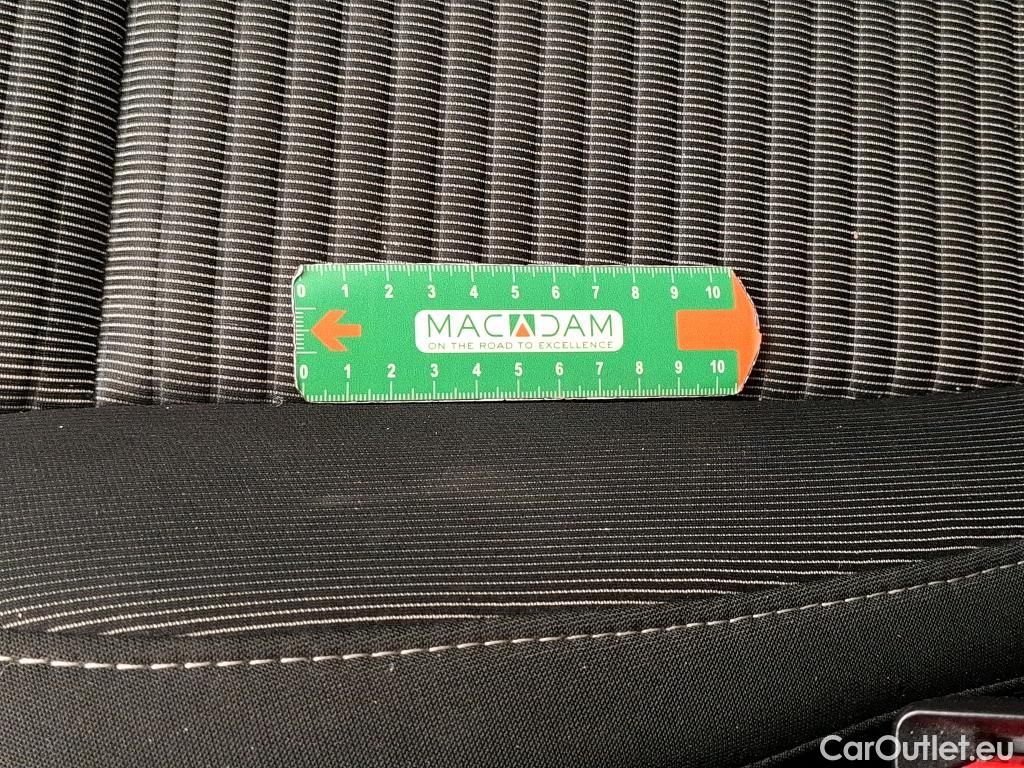 0 1 2 3 4 5 6 7 8 9 10
MACADAM
ON THE ROAD TO EXCELLENCE
0 1 2 3 4 5 6 7 8 9 10
CarOutlet.eu